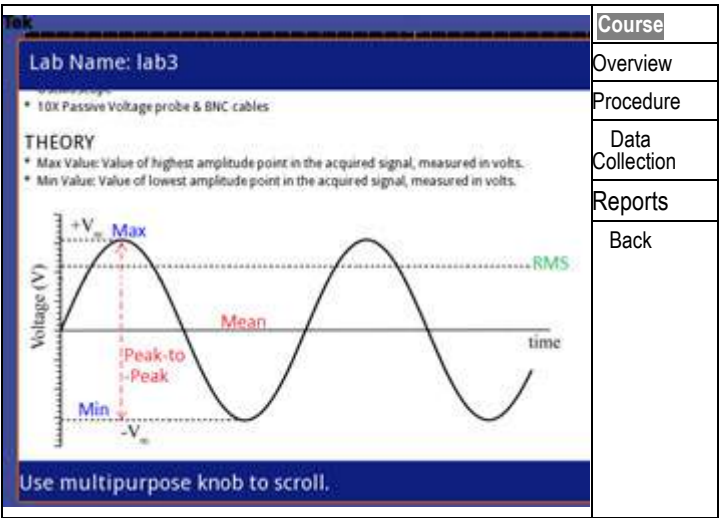 Tek
Lab Name: lab3
* 10X Passive Voltage probe & BNC cables
THEORY
* Max Value: Value of highest amplitude point in the acquired signal, measured in volts.
* Min Value: Value of lowest amplitude point in the acquired signal, measured in volts.
+Vm Max
RMS
Voltage (V)
Mean
time
Peak-to
-Peak
Min
-Vm
Use multipurpose knob to scroll.
Course
Overview
Procedure
Data
Collection
Reports
Back